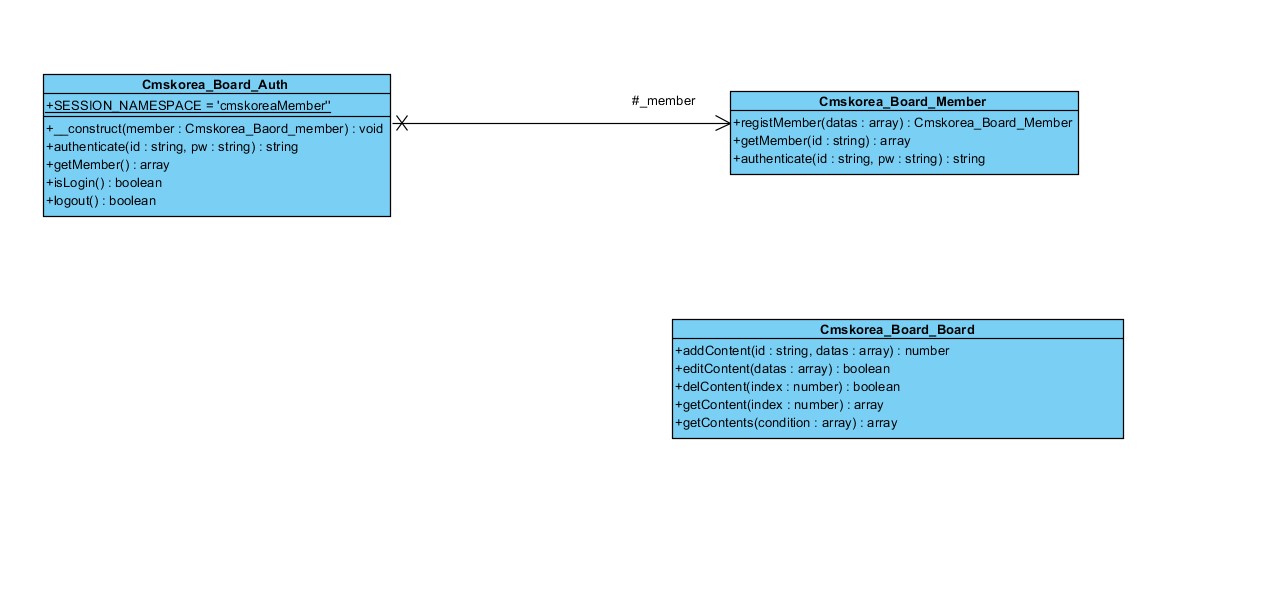 Cmskorea_Board_Auth
+SESSION_NAMESPACE = 'cmskoreaMember''
+__construct(member : Cmskorea_Baord_member) : void
+authenticate(id : string, pw : string) : string
+getMember() : array
+isLogin() : boolean
+logout() : boolean
#_member
Cmskorea_Board_Member
+registMember(datas : array) : Cmskorea_Board_Member
+getMember(id : string) : array
+authenticate(id : string, pw : string) : string
Cmskorea_Board_Board
+addContent(id : string, datas : array) : number
+editContent(datas : array) : boolean
+delContent(index : number) : boolean
+getContent(index : number) : array
+getContents(condition : array) : array